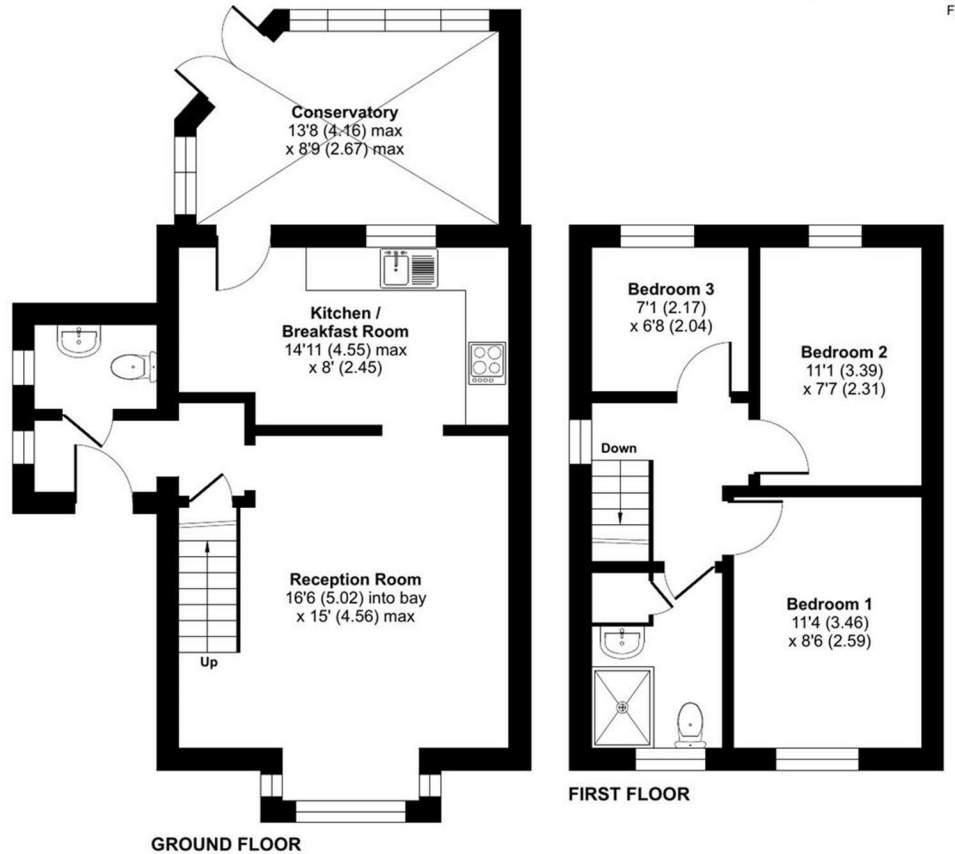 F
Conservatory
13'8 (4.16) max
x 8'9 (2.67) max
Kitchen /
Breakfast Room
14'11 (4.55) max
x 8' (2.45)
Reception Room
16'6 (5.02) into bay
x 15' (4.56) max
Up
GROUND FLOOR
Bedroom 3
7'1 (2.17)
x 6'8 (2.04)
Bedroom 2
11'1 (3.39)
x 7'7 (2.31)
Down
Bedroom 1
11'4 (3.46)
x 8'6 (2.59)
FIRST FLOOR